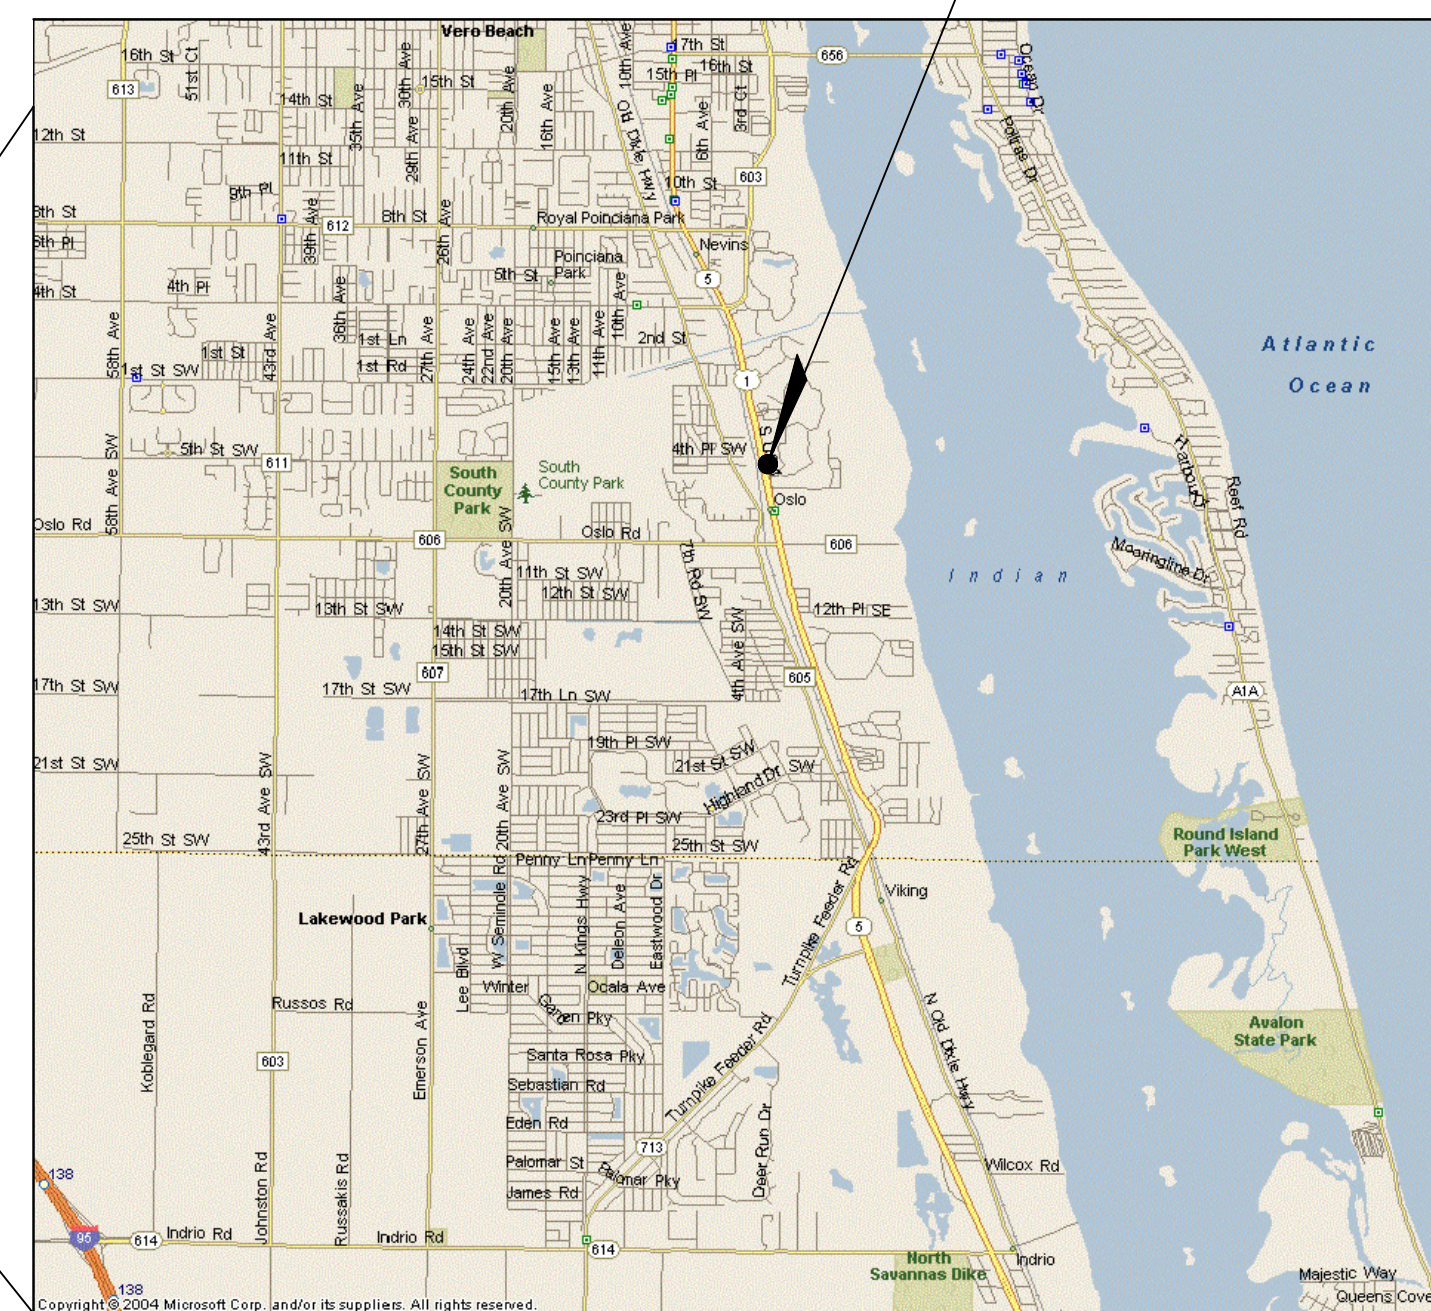 Vero Beach
17th St
16th St
51st Ct
30th Ave
15th St
10th Ave
15th Pl
16th St
656
Ocean Dr
613
14th St
35th Ave
20th Ave
16th Ave
Old Dixie Hwy
6th Ave
3rd Ct
12th St
11th St
29th Ave
Poitras Dr
9th Pl
10th St
603
8th St
39th Ave
612
8th St
26th Ave
Royal Poinciana Park
8th Pl
Nevins
Poinciana
Park
5th St
5
4th St
4th Pl
36th Ave
10th Ave
58th Ave
43rd Ave
1st Ln
27th Ave
24th Ave
22nd Ave
20th Ave
15th Ave
13th Ave
11th Ave
2nd St
Atlantic
Ocean
1st St
1st Rd
1st St SW
1
58th Ave SW
5th St SW
4th Pl SW
611
South
County
Park
South
County Park
Harbour Dr
Reef Rd
Oslo
Oslo Rd
606
20th Ave SW
Oslo Rd
606
Mooringline Dr
11th St SW
12th St SW
7th Rd SW
Indian
13th St SW
13th St SW
12th Pl SE
14th St SW
15th St SW
4th Ave SW
607
605
17th St SW
17th St SW
17th Ln SW
A1A
19th Pl SW
21st St SW
21st St SW
Highland Dr SW
43rd Ave SW
27th Ave SW
20th Ave SW
23rd Pl SW
25th St SW
25th St SW
Round Island
Park West
Penny Ln
Penny Ln
Turnpike Feeder Rd
Viking
Lakewood Park
W Seminole Rd
N Kings Hwy
Deleon Ave
Eastwood Dr
5
Lee Blvd
Winter
Garden Pky
Ocala Ave
Koblegard Rd
Russos Rd
Emerson Ave
N Old Dixie Hwy
Avalon
State Park
603
Santa Rosa Pky
Turnpike Feeder Rd
Sebastian Rd
Eden Rd
713
Deer Run Dr
Palomar St
Palomar Pky
Wilcox Rd
138
Johnston Rd
Russakis Rd
James Rd
95
614
Indrio Rd
Indrio Rd
614
Indrio
North
Savannas Dike
Majestic Way
Queens Cove
138
Copyright © 2004 Microsoft Corp. and/or its suppliers. All rights reserved.